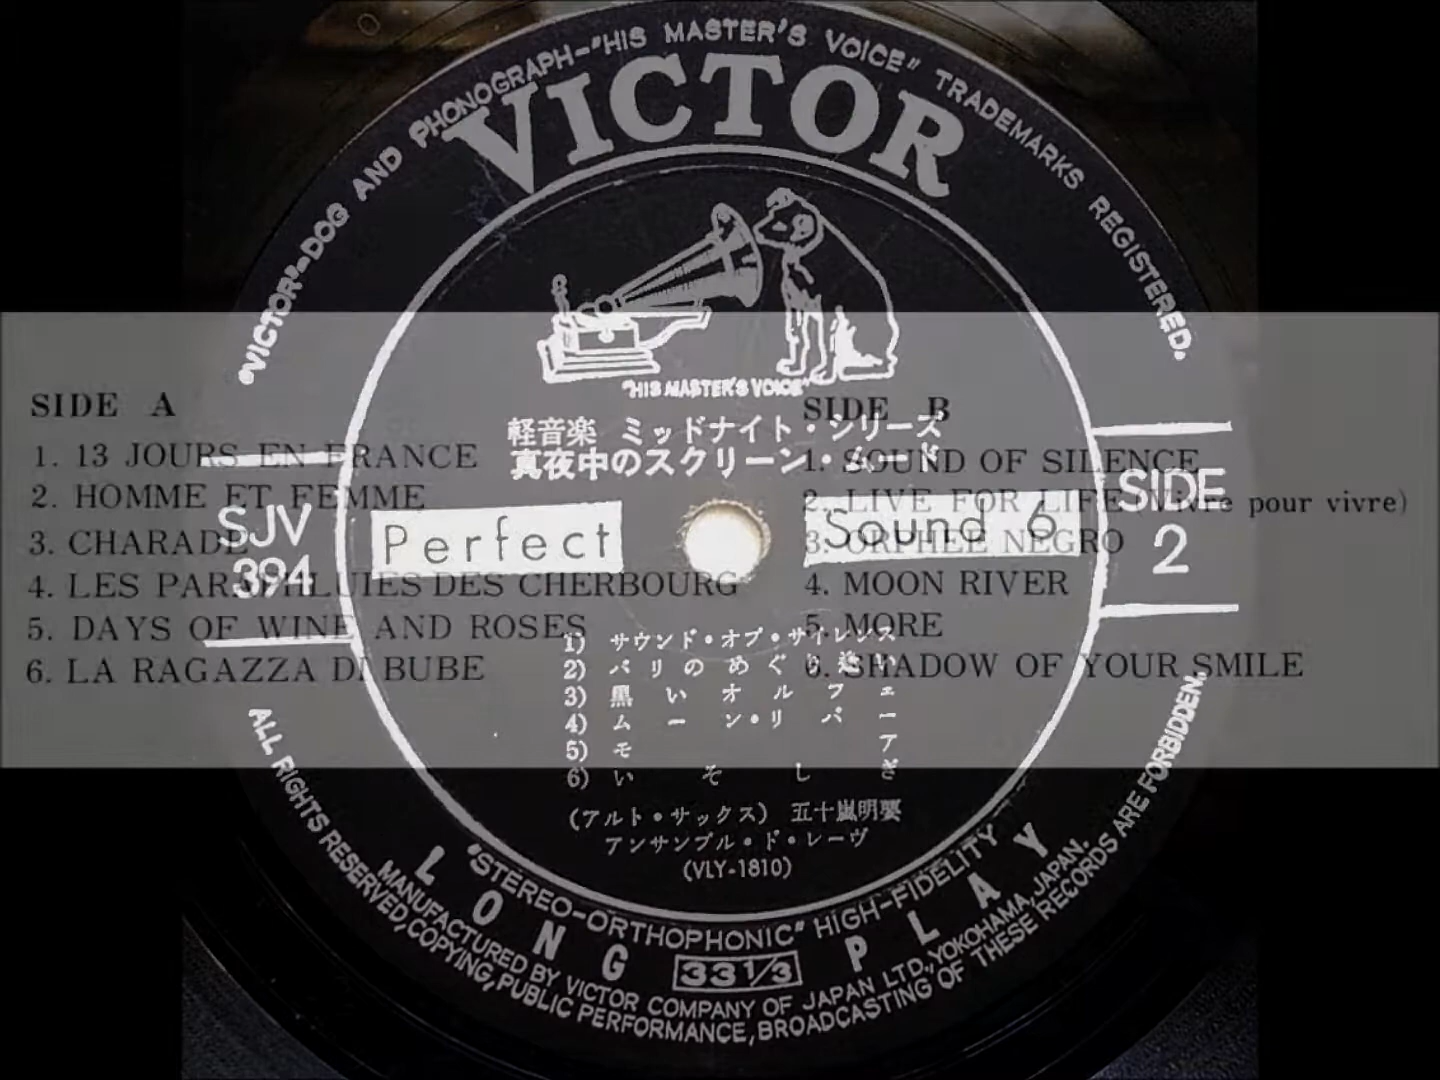 "VICTOR"-DOG AND PHONOGRAPH-"HIS MASTER'S VOICE" TRADEMARKS REGISTERED.
VICTOR
"HIS MASTER'S VOICE"
軽音楽 ミッドナイト・シリーズ
真夜中のスクリーン・ムード
SIDE A
1. 13 JOURS EN FRANCE
2. HOMME ET FEMME
3. CHARADE
4. LES PARAPLUIES DES CHERBOURG
5. DAYS OF WINE AND ROSES
6. LA RAGAZZA DI BUBE
SIDE B
1. SOUND OF SILENCE
2. LIVE FOR LIFE (Vivre pour vivre)
3. ORPHEE NEGRO
4. MOON RIVER
5. MORE
6. SHADOW OF YOUR SMILE
SJV
394
Perfect Sound 6
SIDE
2
1) サウンド・オブ・サイレンス
2) パリのめぐり逢い
3) 黒いオルフェ
4) ムーン・リバー
5) モア
6) いそしぎ
(アルト・サックス) 五十嵐明要
アンサンブル・ド・レーヴ
(VLY-1810)
"STEREO-ORTHOPHONIC" HIGH-FIDELITY
LONG 33 1/3 PLAY
MANUFACTURED BY VICTOR COMPANY OF JAPAN LTD., YOKOHAMA, JAPAN.
ALL RIGHTS RESERVED, COPYING, PUBLIC PERFORMANCE, BROADCASTING OF THESE RECORDS ARE FORBIDDEN.